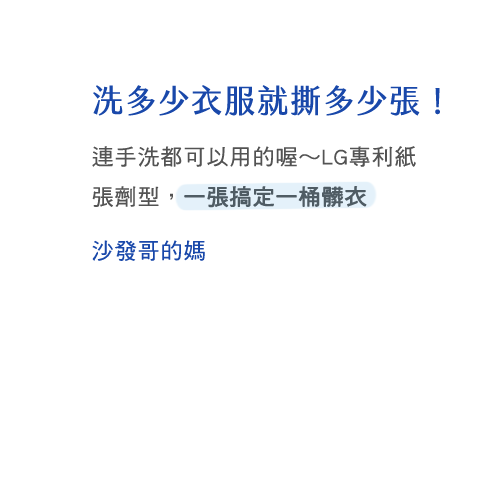 洗多少衣服就撕多少張！
連手洗都可以用的喔～LG專利紙
張劑型，一張搞定一桶髒衣
沙發哥的媽